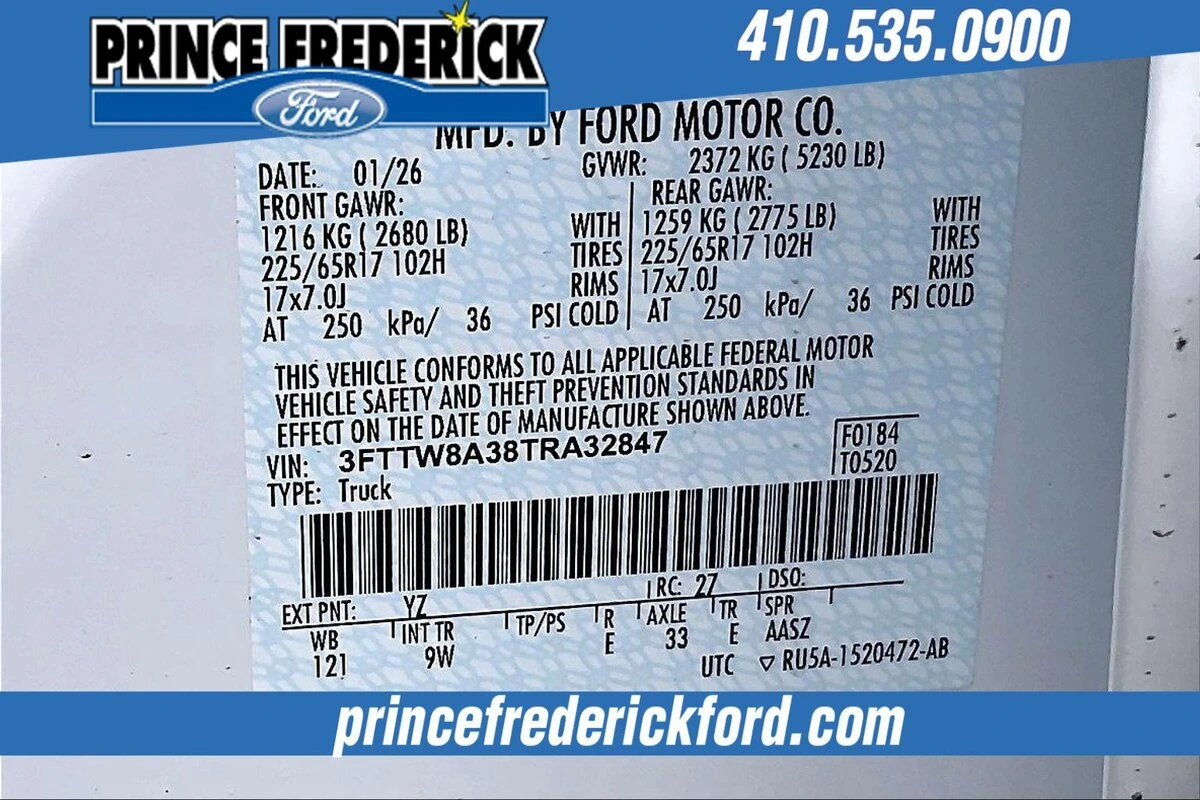 PRINCE FREDERICK
Ford
410.535.0900
MFD. BY FORD MOTOR CO.
DATE: 01/26
GVWR: 2372 KG ( 5230 LB)
FRONT GAWR:
1216 KG ( 2680 LB) WITH
225/65R17 102H TIRES
17x7.0J RIMS
AT 250 kPa/ 36 PSI COLD
REAR GAWR:
1259 KG ( 2775 LB) WITH
225/65R17 102H TIRES
17x7.0J RIMS
AT 250 kPa/ 36 PSI COLD
THIS VEHICLE CONFORMS TO ALL APPLICABLE FEDERAL MOTOR
VEHICLE SAFETY AND THEFT PREVENTION STANDARDS IN
EFFECT ON THE DATE OF MANUFACTURE SHOWN ABOVE.
VIN: 3FTTW8A38TRA32847
F0184
T0520
TYPE: Truck
EXT PNT: YZ RC: 27 DSO:
WB INT TR TP/PS R AXLE TR SPR
121 9W E 33 E AASZ
UTC ▽ RU5A-1520472-AB
princefrederickford.com